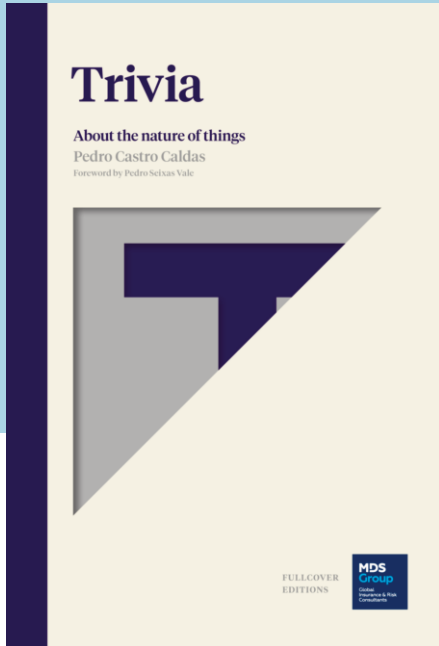 Trivia
About the nature of things
Pedro Castro Caldas
Foreword by Pedro Seixas Vale
FULLCOVER
EDITIONS
MDS
Group
Global
Insurance & Risk
Consultants